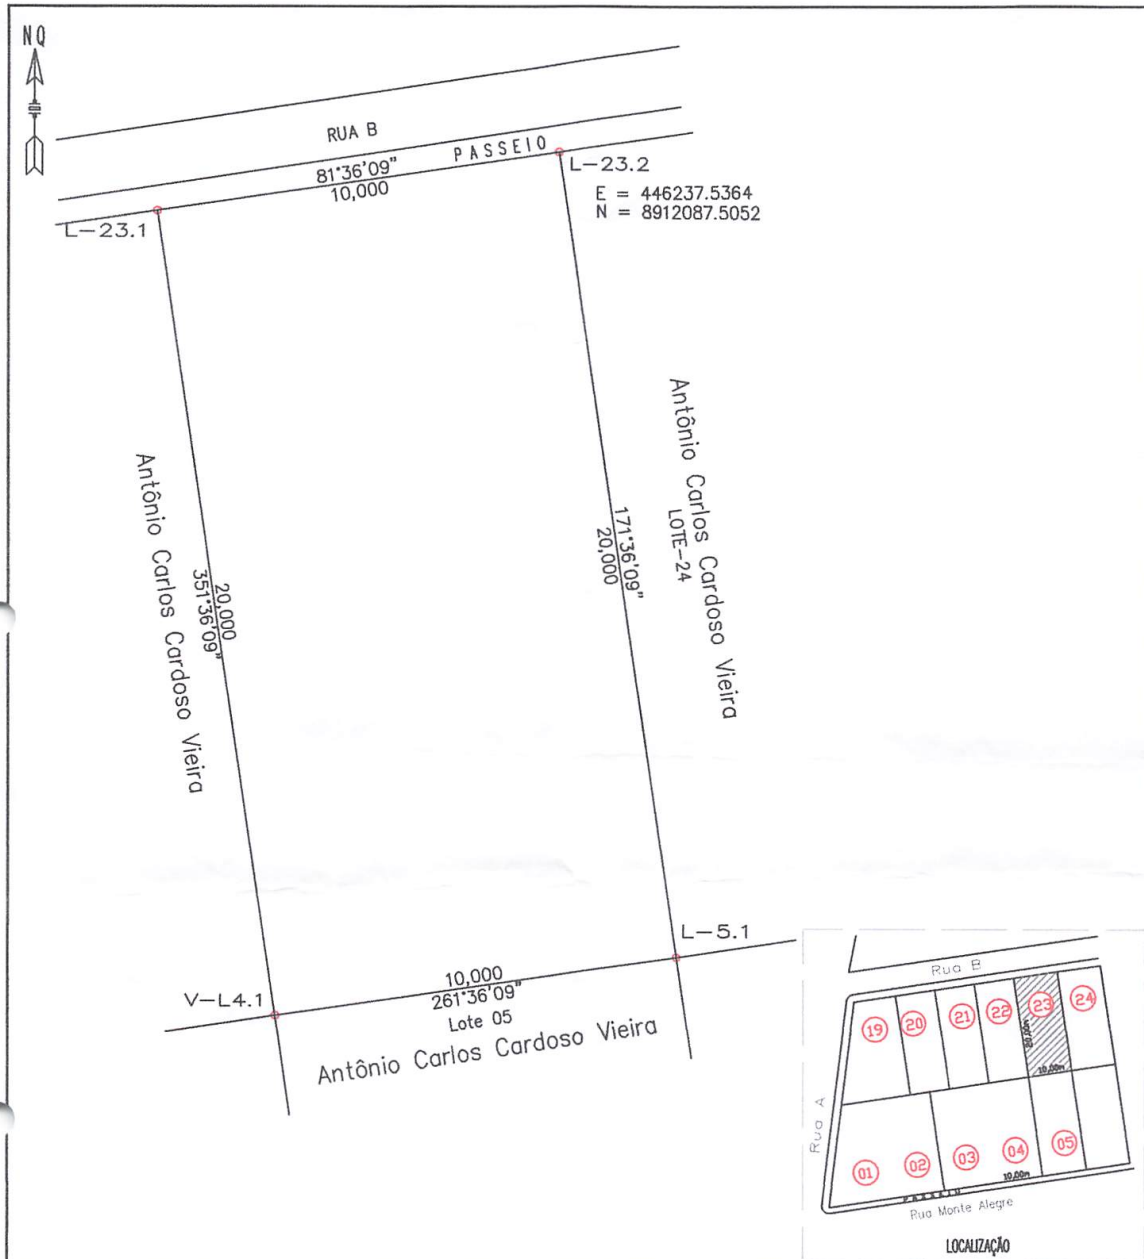 NQ
RUA B
PASSEIO
81°36'09"
10,000
L-23.1
L-23.2
E = 446237.5364
N = 8912087.5052
Antônio Carlos Cardoso Vieira
20,000
351°36'09"
171°36'09"
20,000
Antônio Carlos Cardoso Vieira
LOTE-24
L-5.1
V-L4.1
10,000
261°36'09"
Lote 05
Antônio Carlos Cardoso Vieira
Rua B
19
20
21
22
23
24
20,00m
10,00m
Rua A
01
02
03
04
05
10,00m
PASSEIO
Rua Monte Alegre
LOCALIZAÇÃO